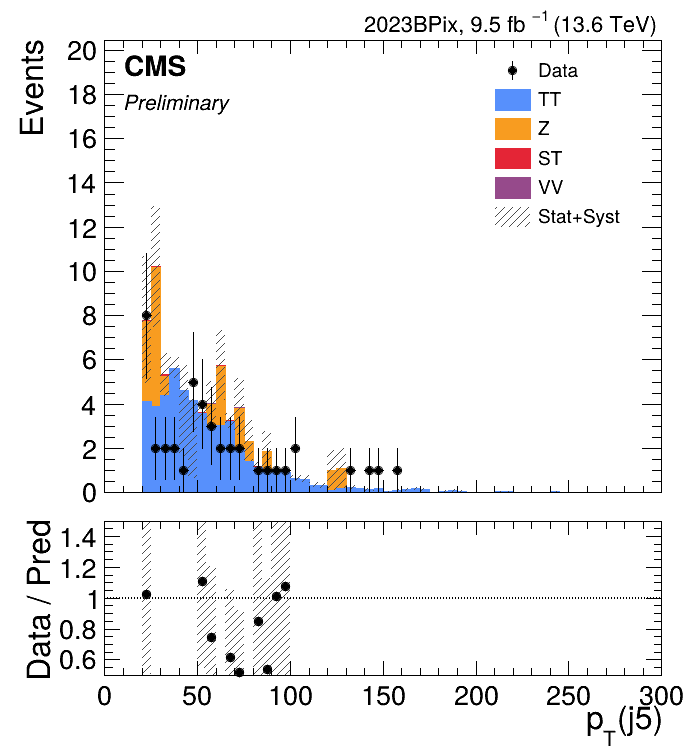 2023BPix, 9.5 fb⁻¹ (13.6 TeV)
Events
20
18
16
14
12
10
8
6
4
2
0
CMS
Preliminary
Data
TT
Z
ST
VV
Stat+Syst
Data / Pred
1.4
1.2
1
0.8
0.6
0 50 100 150 200 250 300
p_T(j5)